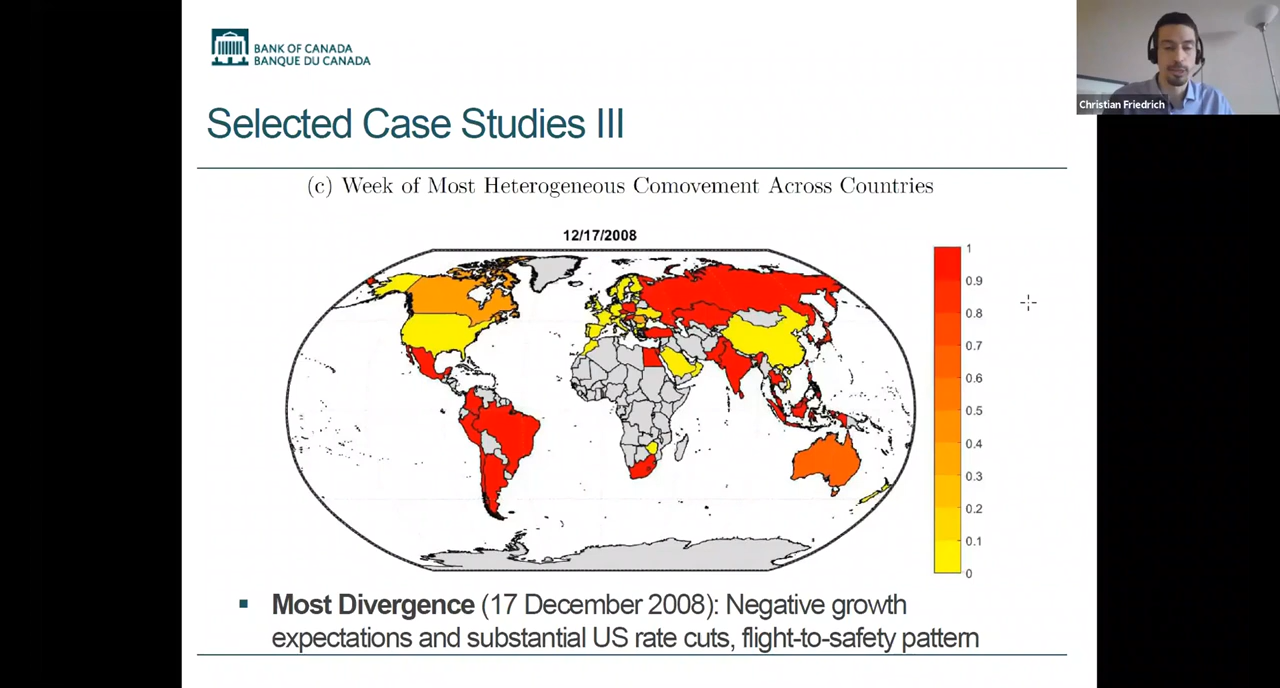 BANK OF CANADA
BANQUE DU CANADA
Christian Friedrich
Selected Case Studies III
(c) Week of Most Heterogeneous Comovement Across Countries
12/17/2008
1
0.9
0.8
0.7
0.6
0.5
0.4
0.3
0.2
0.1
0
▪ Most Divergence (17 December 2008): Negative growth
expectations and substantial US rate cuts, flight-to-safety pattern